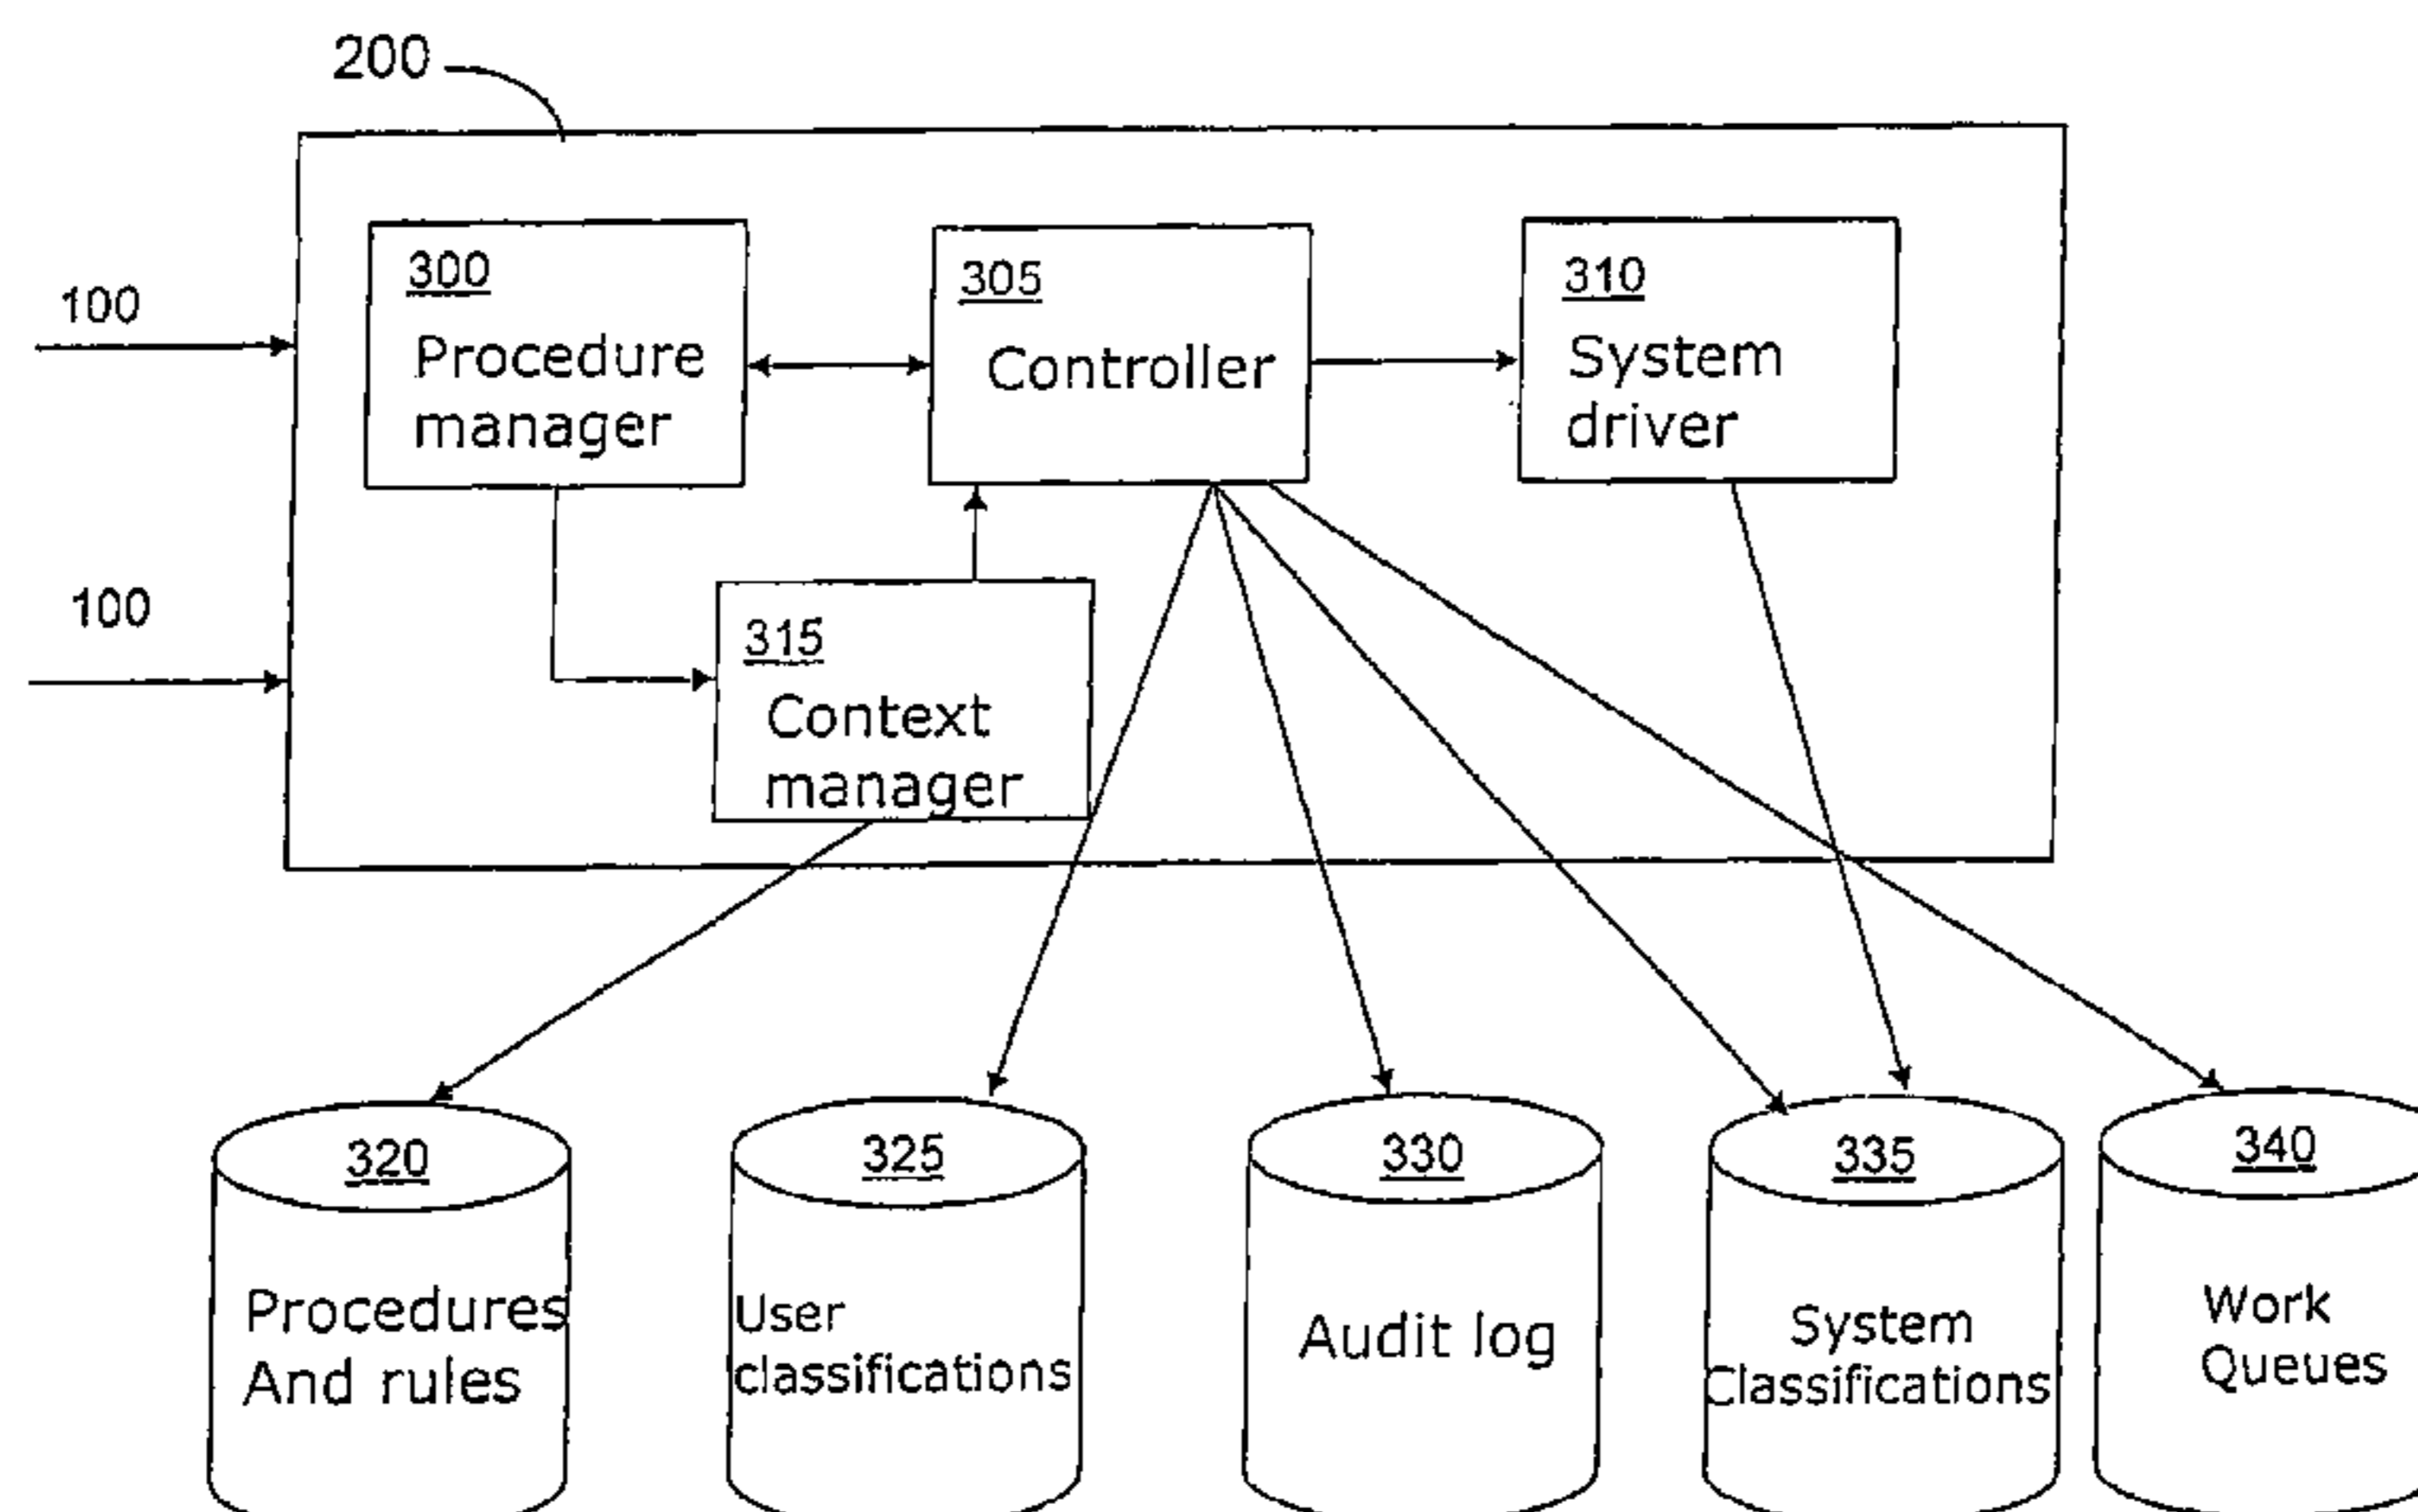 200
100
300
Procedure
manager
305
Controller
310
System
driver
100
315
Context
manager
320
Procedures
And rules
325
User
classifications
330
Audit log
335
System
Classifications
340
Work
Queues